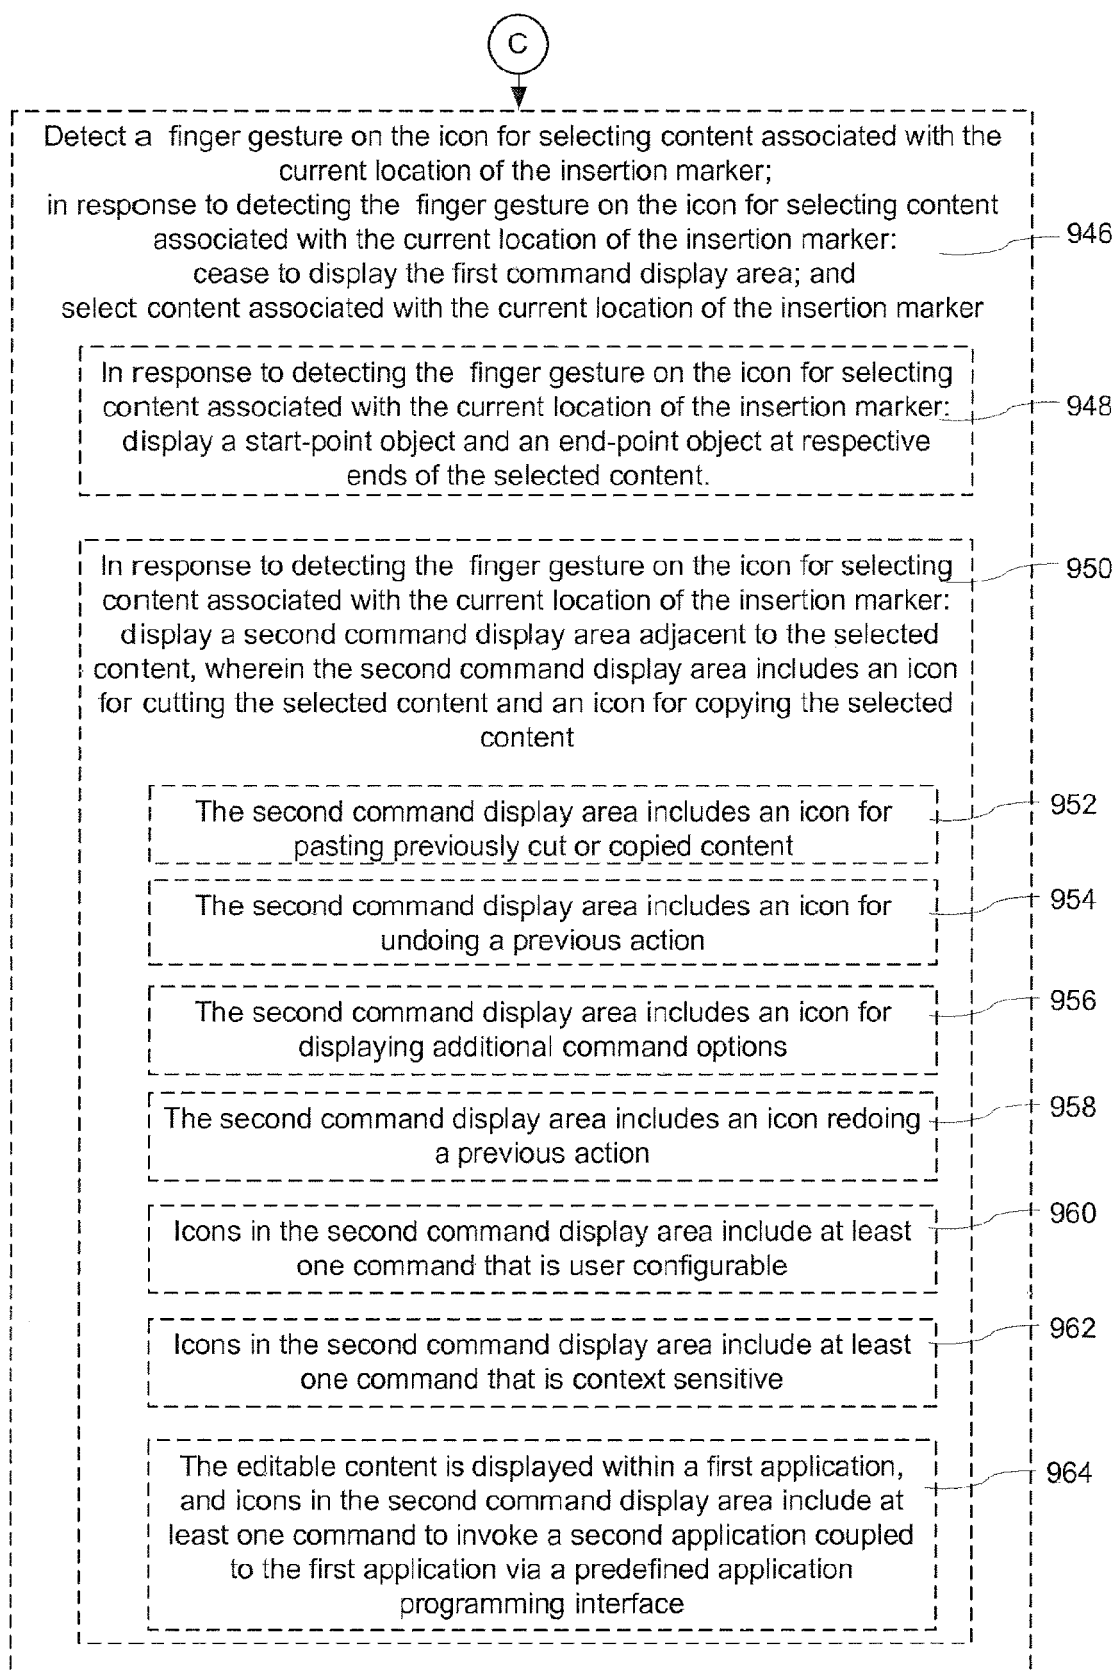 C
Detect a finger gesture on the icon for selecting content associated with the
current location of the insertion marker;
in response to detecting the finger gesture on the icon for selecting content
associated with the current location of the insertion marker:
cease to display the first command display area; and
select content associated with the current location of the insertion marker
946
In response to detecting the finger gesture on the icon for selecting
content associated with the current location of the insertion marker:
display a start-point object and an end-point object at respective
ends of the selected content.
948
In response to detecting the finger gesture on the icon for selecting
content associated with the current location of the insertion marker:
display a second command display area adjacent to the selected
content, wherein the second command display area includes an icon
for cutting the selected content and an icon for copying the selected
content
950
The second command display area includes an icon for
pasting previously cut or copied content
952
The second command display area includes an icon for
undoing a previous action
954
The second command display area includes an icon for
displaying additional command options
956
The second command display area includes an icon redoing
a previous action
958
Icons in the second command display area include at least
one command that is user configurable
960
Icons in the second command display area include at least
one command that is context sensitive
962
The editable content is displayed within a first application,
and icons in the second command display area include at
least one command to invoke a second application coupled
to the first application via a predefined application
programming interface
964